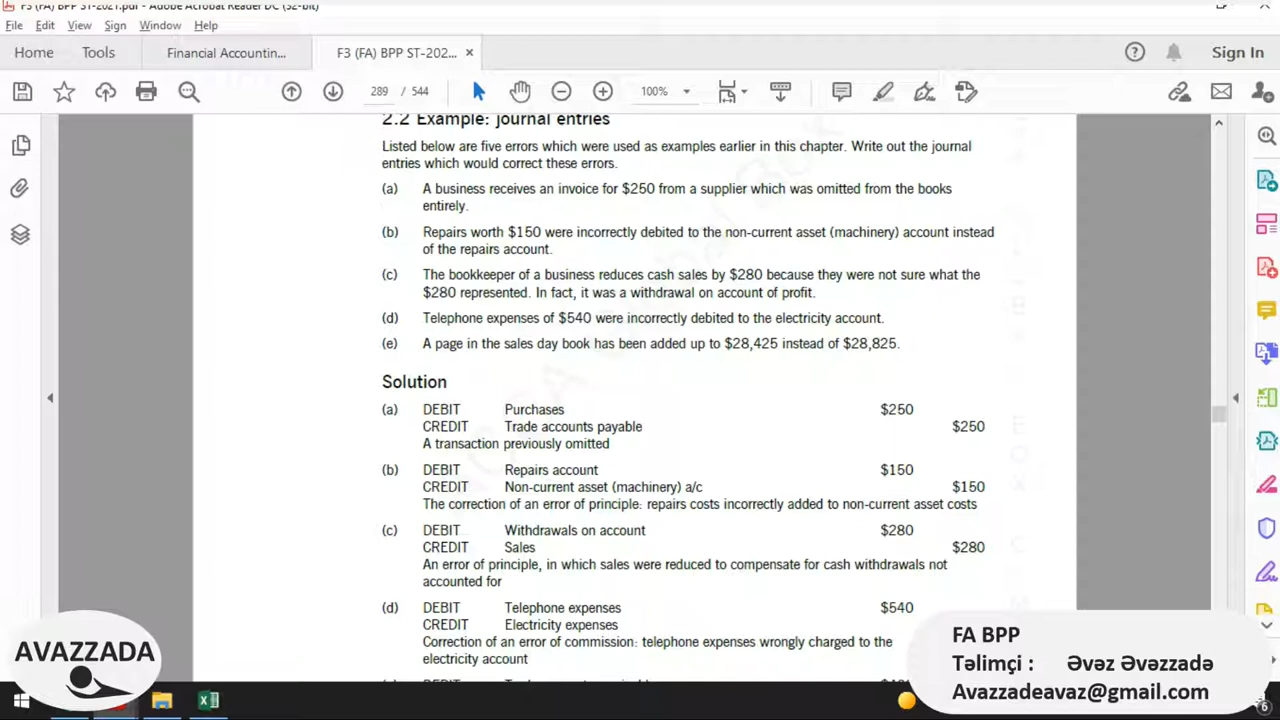 F3 (FA) BPP ST-2021.pdf - Adobe Acrobat Reader DC (32-bit)
File Edit View Sign Window Help
Home Tools Financial Accountin... F3 (FA) BPP ST-202... × Sign In
289 / 544 100%
2.2 Example: journal entries
Listed below are five errors which were used as examples earlier in this chapter. Write out the journal
entries which would correct these errors.
(a) A business receives an invoice for $250 from a supplier which was omitted from the books
entirely.
(b) Repairs worth $150 were incorrectly debited to the non-current asset (machinery) account instead
of the repairs account.
(c) The bookkeeper of a business reduces cash sales by $280 because they were not sure what the
$280 represented. In fact, it was a withdrawal on account of profit.
(d) Telephone expenses of $540 were incorrectly debited to the electricity account.
(e) A page in the sales day book has been added up to $28,425 instead of $28,825.
Solution
(a) DEBIT Purchases $250
CREDIT Trade accounts payable $250
A transaction previously omitted
(b) DEBIT Repairs account $150
CREDIT Non-current asset (machinery) a/c $150
The correction of an error of principle: repairs costs incorrectly added to non-current asset costs
(c) DEBIT Withdrawals on account $280
CREDIT Sales $280
An error of principle, in which sales were reduced to compensate for cash withdrawals not
accounted for
(d) DEBIT Telephone expenses $540
CREDIT Electricity expenses
Correction of an error of commission: telephone expenses wrongly charged to the
electricity account
AVAZZADA
FA BPP
Təlimçi : Əvəz Əvəzzadə
Avazzadeavaz@gmail.com